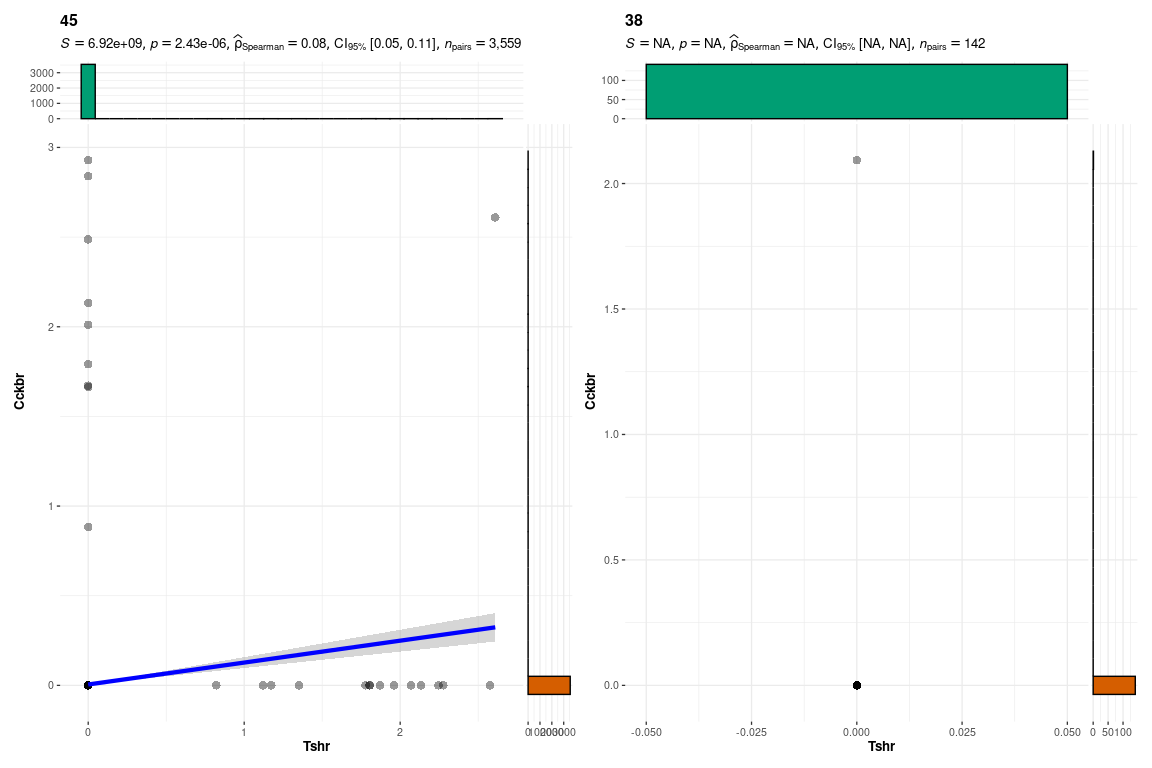 45
S = 6.92e+09, p = 2.43e-06, ρ̂Spearman = 0.08, CI95% [0.05, 0.11], npairs = 3,559
3000
2000
1000
0
3
2
1
0
Cckbr
0 1 2
Tshr
0100020003000
38
S = NA, p = NA, ρ̂Spearman = NA, CI95% [NA, NA], npairs = 142
100
50
0
2.0
1.5
1.0
0.5
0.0
Cckbr
-0.050 -0.025 0.000 0.025 0.050
Tshr
0 50100